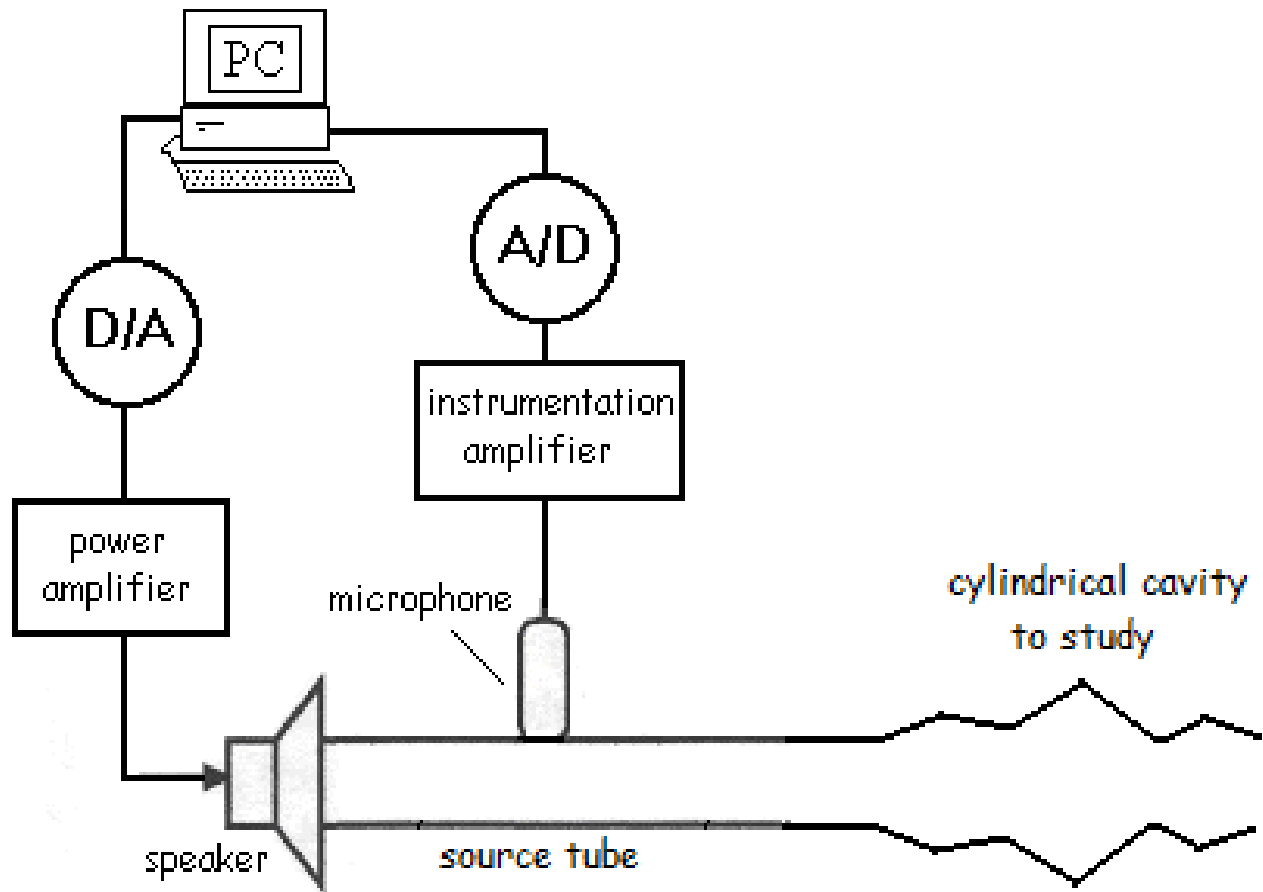 PC
A/D
D/A
instrumentation
amplifier
power
amplifier
microphone
cylindrical cavity
to study
speaker
source tube